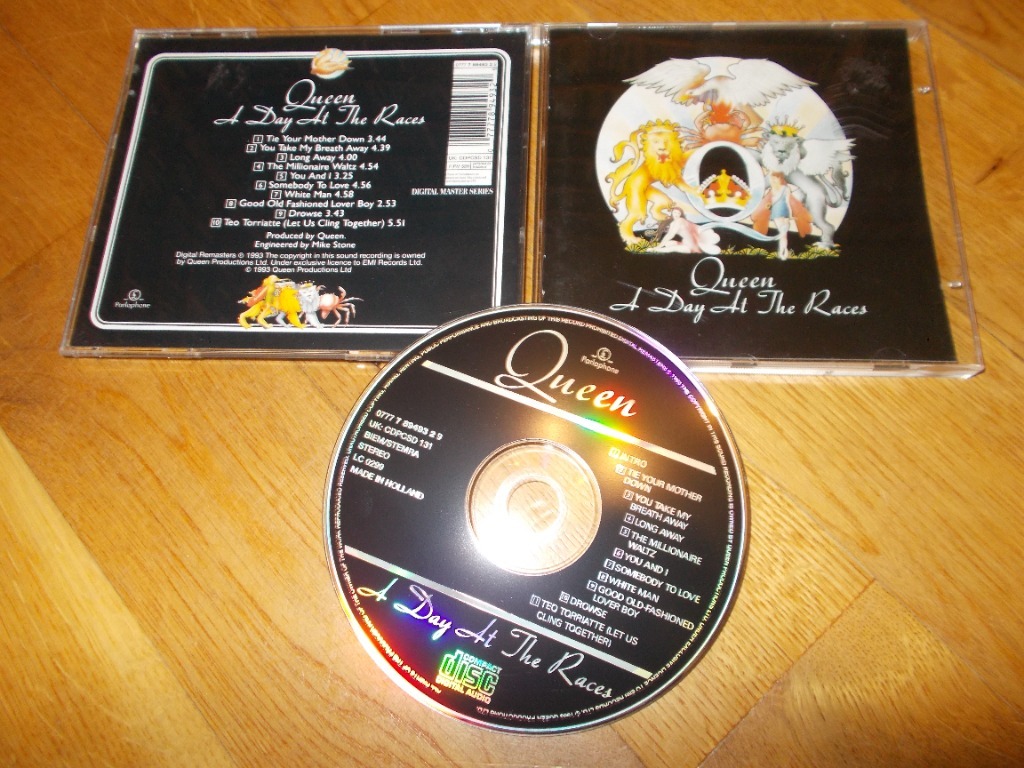 Queen
A Day At The Races
1 Tie Your Mother Down 3.44
2 You Take My Breath Away 4.39
3 Long Away 4.00
4 The Millionaire Waltz 4.54
5 You And I 3.25
6 Somebody To Love 4.56
7 White Man 4.58
8 Good Old Fashioned Lover Boy 2.53
9 Drowse 3.43
10 Teo Torriatte (Let Us Cling Together) 5.51
Produced by Queen.
Engineered by Mike Stone
Digital Remasters ℗ 1993 The copyright in this sound recording is owned
by Queen Productions Ltd. Under exclusive licence to EMI Records Ltd.
© 1993 Queen Productions Ltd
Parlophone
DIGITAL MASTER SERIES
Queen
A Day At The Races
Parlophone
Queen
0777 7 89493 2 9
UK: CDPCSD 131
BIEM/STEMRA
STEREO
LC 0299
MADE IN HOLLAND
INTRO
TIE YOUR MOTHER
DOWN
YOU TAKE MY
BREATH AWAY
LONG AWAY
THE MILLIONAIRE
WALTZ
YOU AND I
SOMEBODY TO LOVE
WHITE MAN
GOOD OLD-FASHIONED
LOVER BOY
DROWSE
TEO TORRIATTE (LET US
CLING TOGETHER)
A Day At The Races
COMPACT
disc
DIGITAL AUDIO